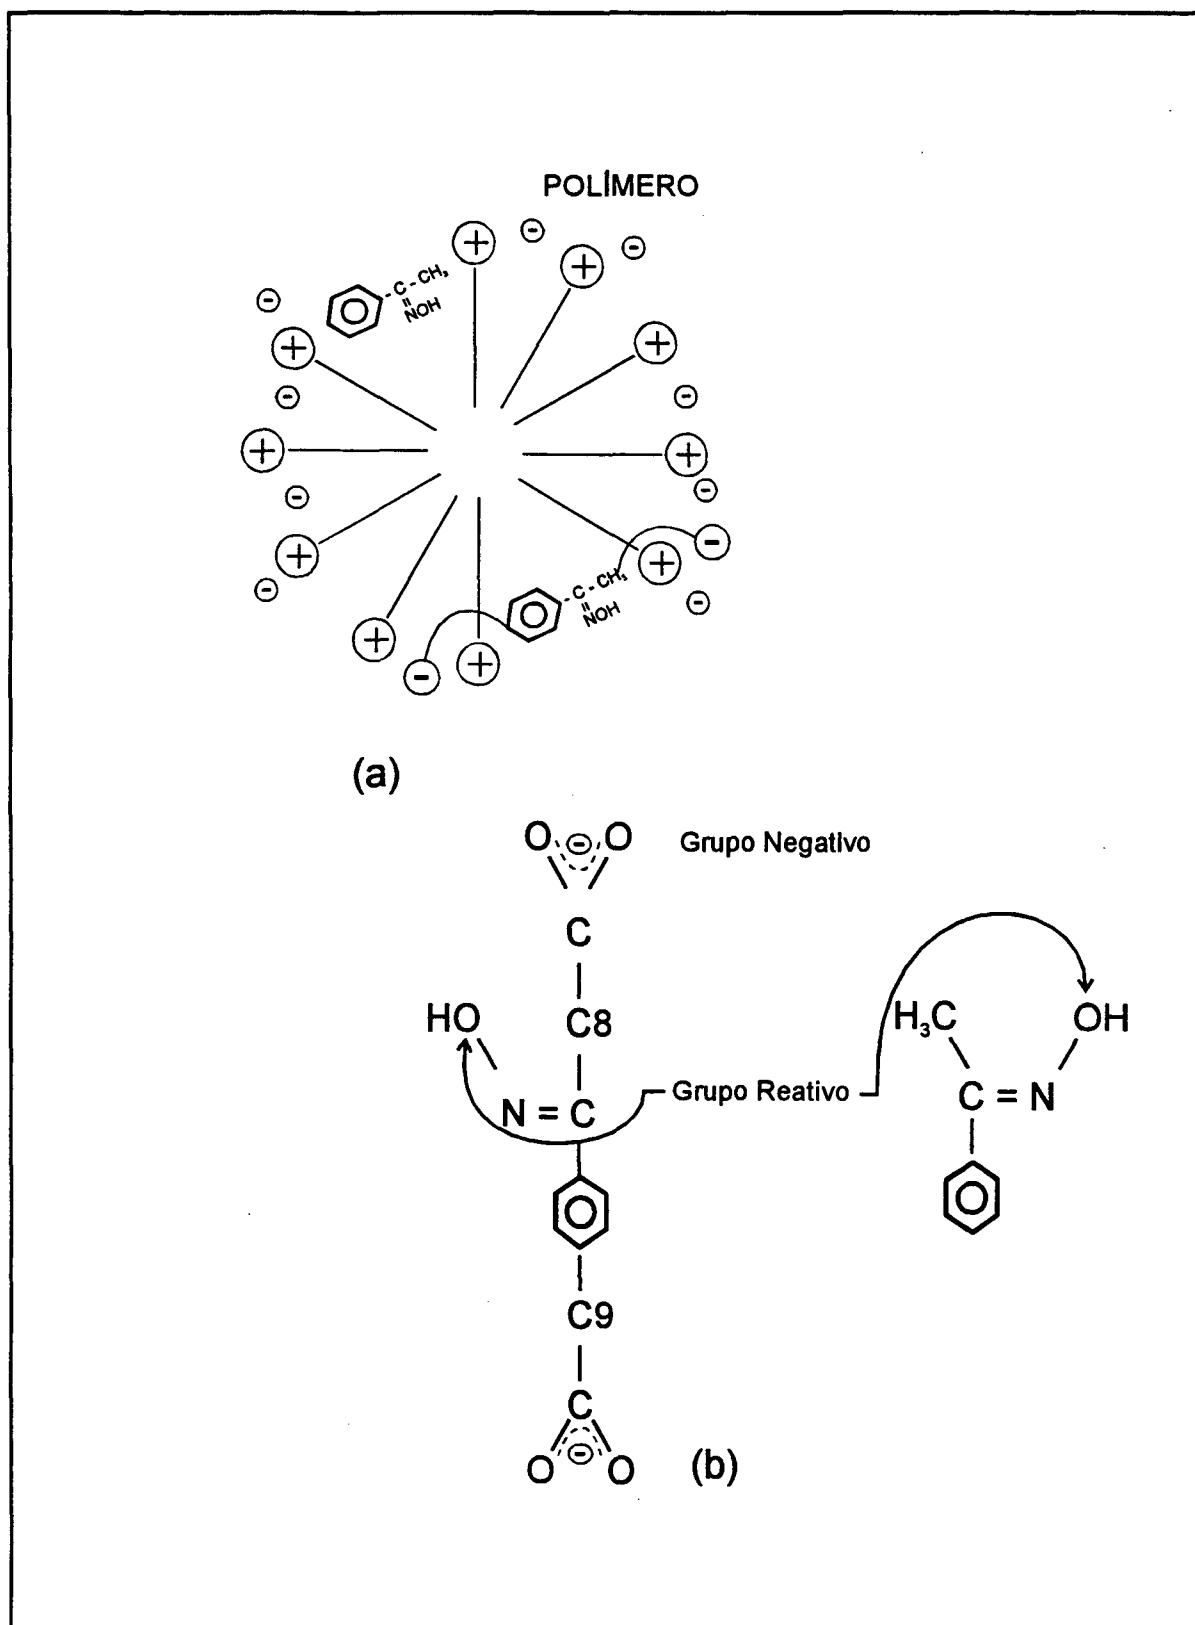 POLÍMERO
C-CH₃
NOH
C-CH₃
NOH
(a)
O O Grupo Negativo
C
HO C8 H₃C OH
N = C Grupo Reativo C = N
C9
C
O O (b)